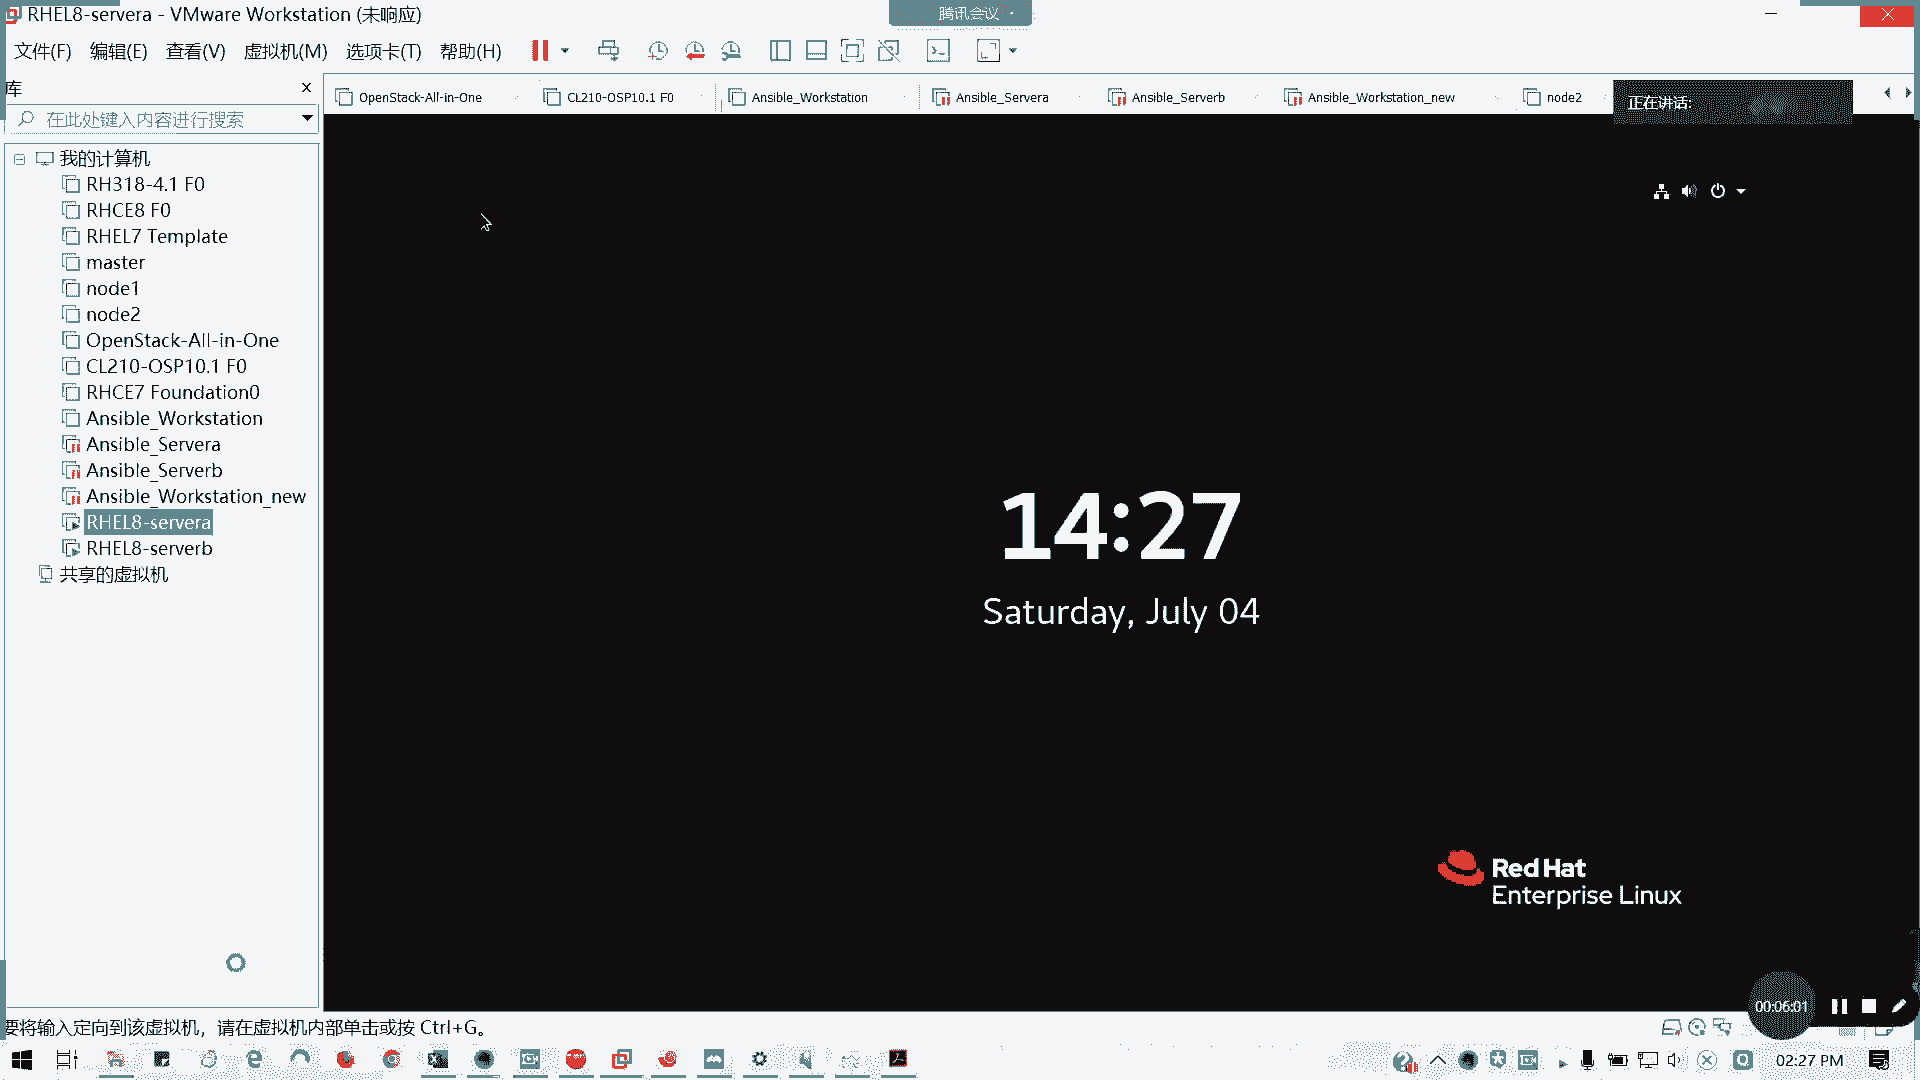 RHEL8-servera - VMware Workstation (未响应)
腾讯会议
文件(F) 编辑(E) 查看(V) 虚拟机(M) 选项卡(T) 帮助(H)
库
在此处键入内容进行搜索
OpenStack-All-in-One
CL210-OSP10.1 F0
Ansible_Workstation
Ansible_Servera
Ansible_Serverb
Ansible_Workstation_new
node2
正在讲话:
我的计算机
RH318-4.1 F0
RHCE8 F0
RHEL7 Template
master
node1
node2
OpenStack-All-in-One
CL210-OSP10.1 F0
RHCE7 Foundation0
Ansible_Workstation
Ansible_Servera
Ansible_Serverb
Ansible_Workstation_new
RHEL8-servera
RHEL8-serverb
共享的虚拟机
14:27
Saturday, July 04
Red Hat
Enterprise Linux
00:06:01
要将输入定向到该虚拟机，请在虚拟机内部单击或按 Ctrl+G。
02:27 PM